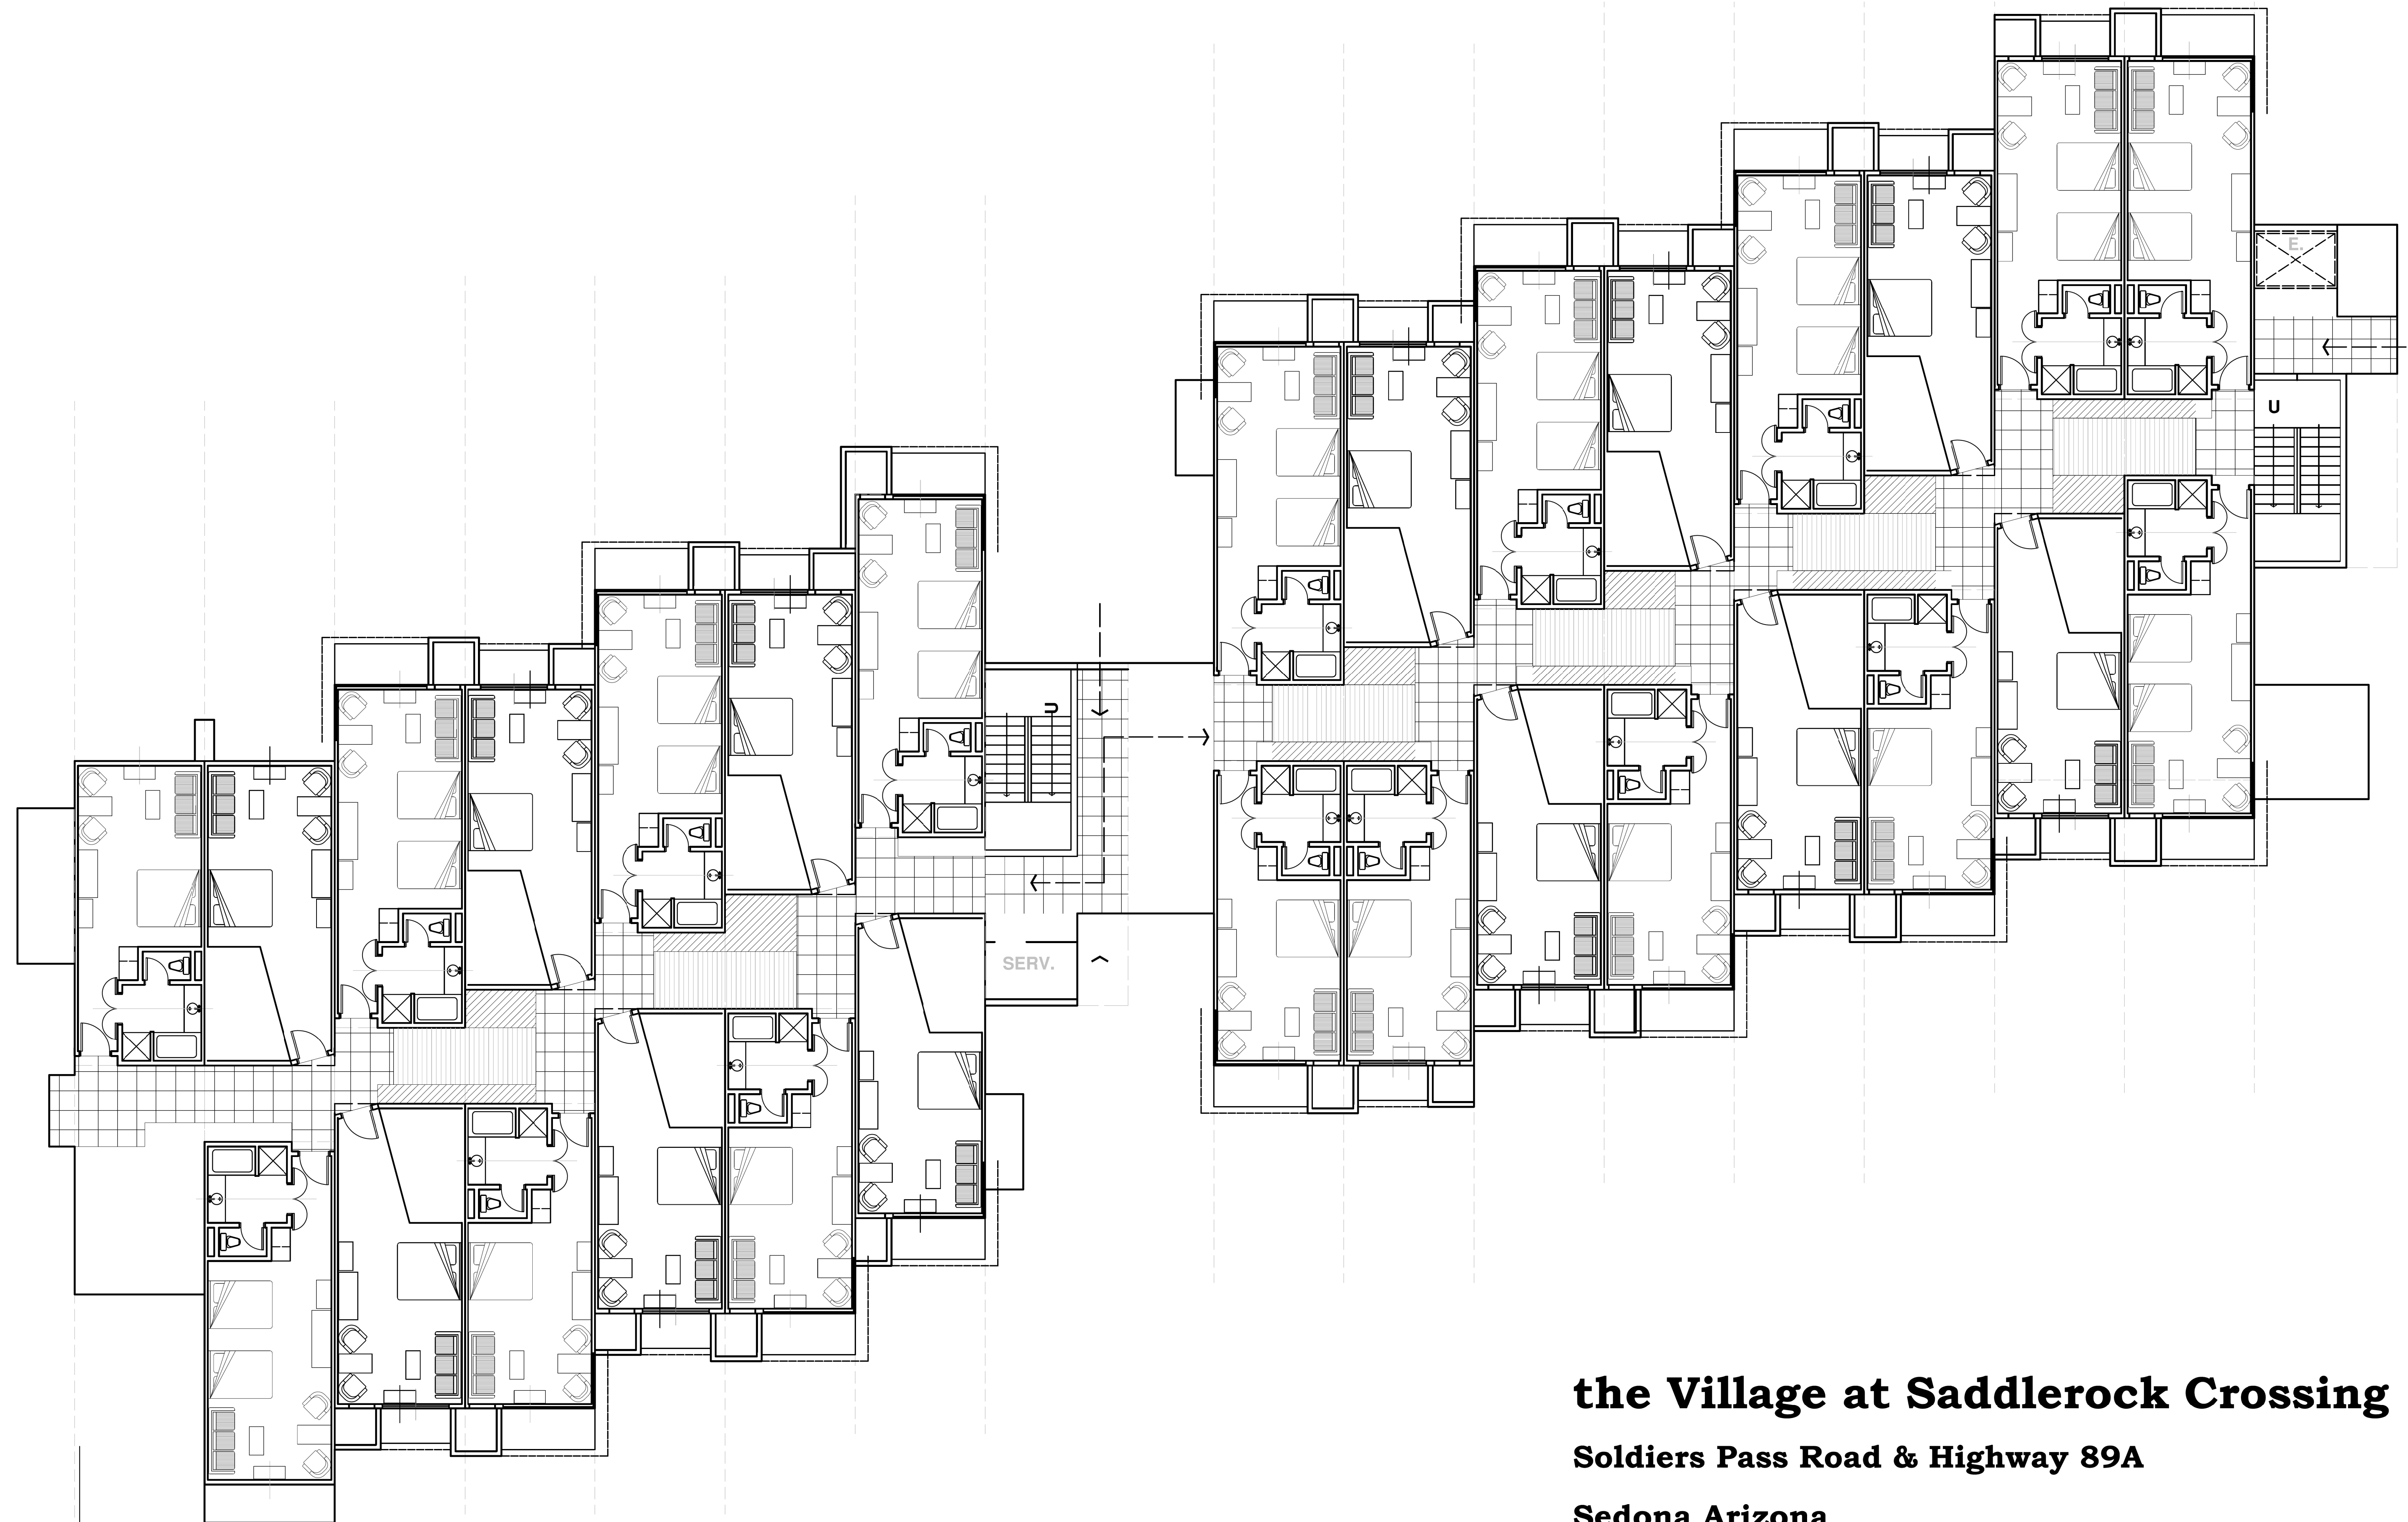 E.
U
U
SERV.
the Village at Saddlerock Crossing
Soldiers Pass Road & Highway 89A
Sedona Arizona